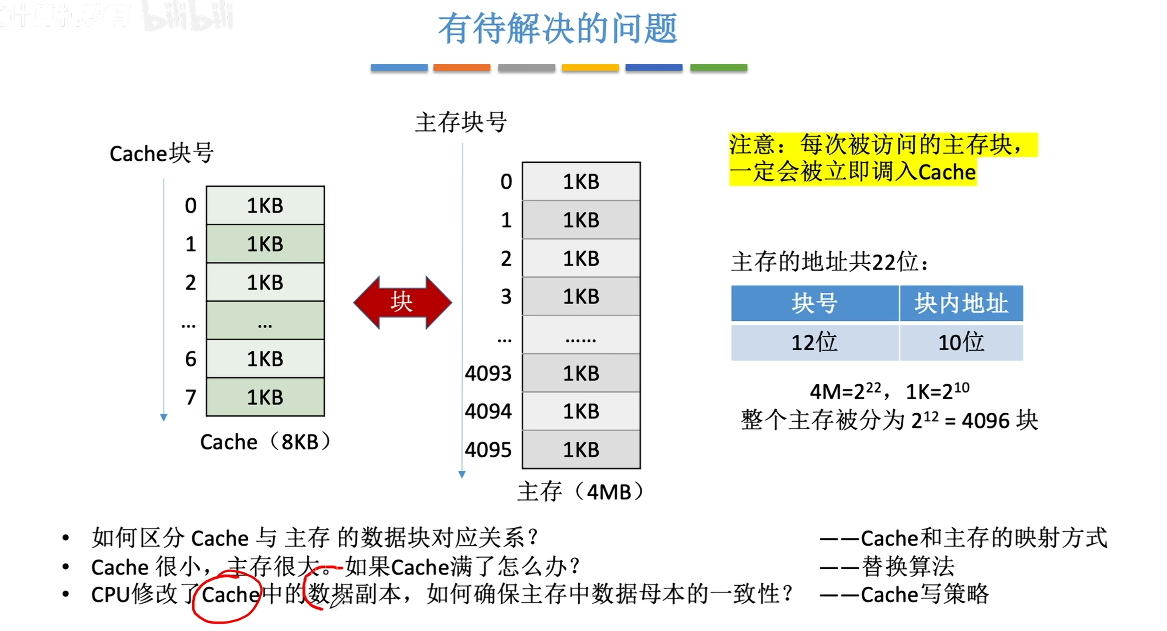 bilibili
有待解决的问题
主存块号
Cache块号
注意：每次被访问的主存块，
一定会被立即调入Cache
0 1KB
1 1KB
2 1KB
... ...
6 1KB
7 1KB
Cache（8KB）
块
0 1KB
1 1KB
2 1KB
3 1KB
... ......
4093 1KB
4094 1KB
4095 1KB
主存（4MB）
主存的地址共22位：
块号 块内地址
12位 10位
4M=2²²，1K=2¹⁰
整个主存被分为 2¹² = 4096 块
• 如何区分 Cache 与 主存 的数据块对应关系？ ——Cache和主存的映射方式
• Cache 很小，主存很大。如果Cache满了怎么办？ ——替换算法
• CPU修改了Cache中的数据副本，如何确保主存中数据母本的一致性？ ——Cache写策略